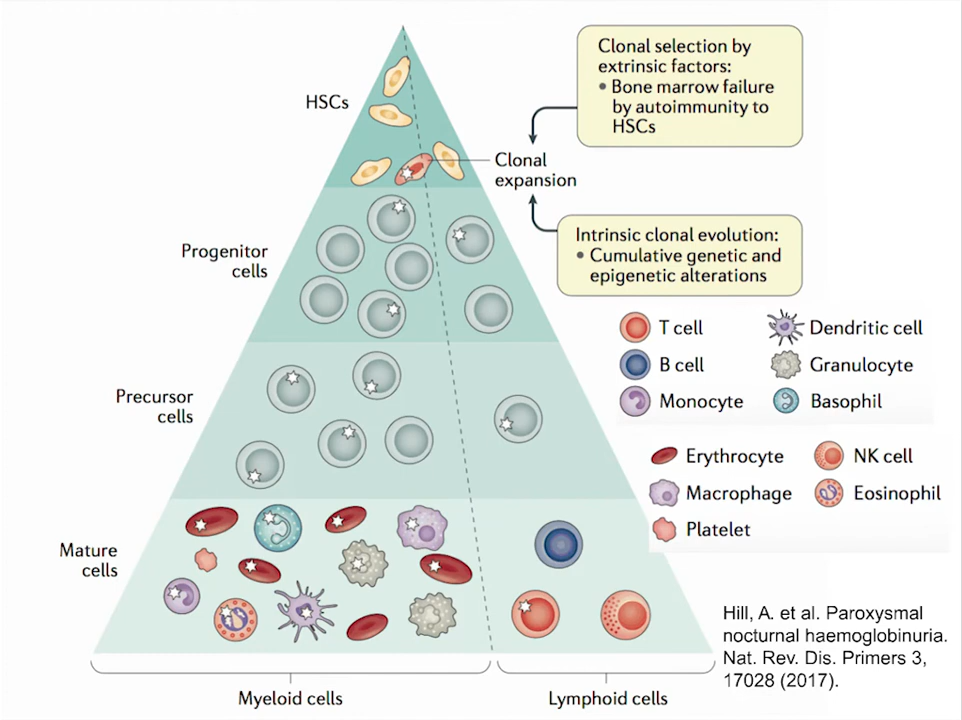 Clonal selection by
extrinsic factors:
• Bone marrow failure
by autoimmunity to
HSCs
HSCs
Clonal
expansion
Progenitor
cells
Intrinsic clonal evolution:
• Cumulative genetic and
epigenetic alterations
T cell
Dendritic cell
B cell
Granulocyte
Monocyte
Basophil
Precursor
cells
Erythrocyte
NK cell
Macrophage
Eosinophil
Platelet
Mature
cells
Hill, A. et al. Paroxysmal
nocturnal haemoglobinuria.
Nat. Rev. Dis. Primers 3,
17028 (2017).
Myeloid cells
Lymphoid cells